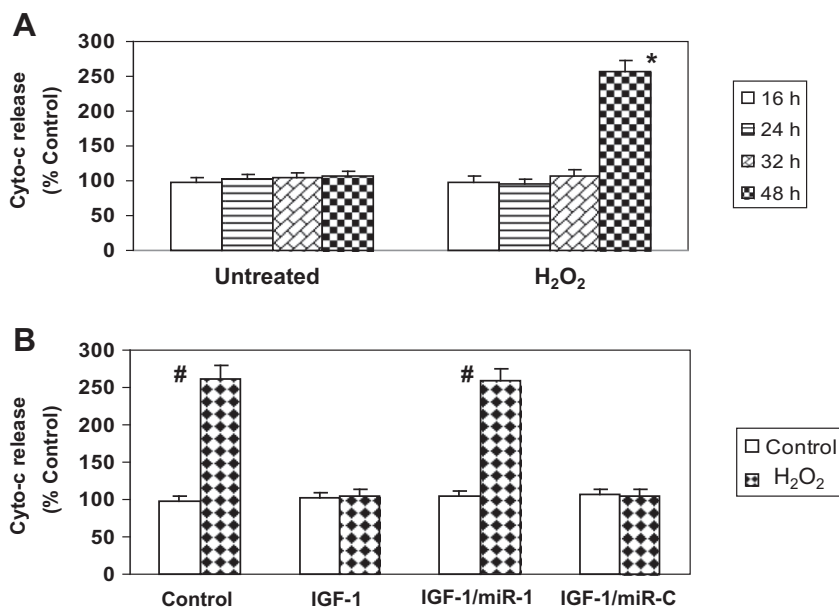 A
Cyto-c release
(% Control)
300
250
200
150
100
50
0
*
Untreated
H₂O₂
16 h
24 h
32 h
48 h
B
Cyto-c release
(% Control)
300
250
200
150
100
50
0
#
#
Control
IGF-1
IGF-1/miR-1
IGF-1/miR-C
Control
H₂O₂